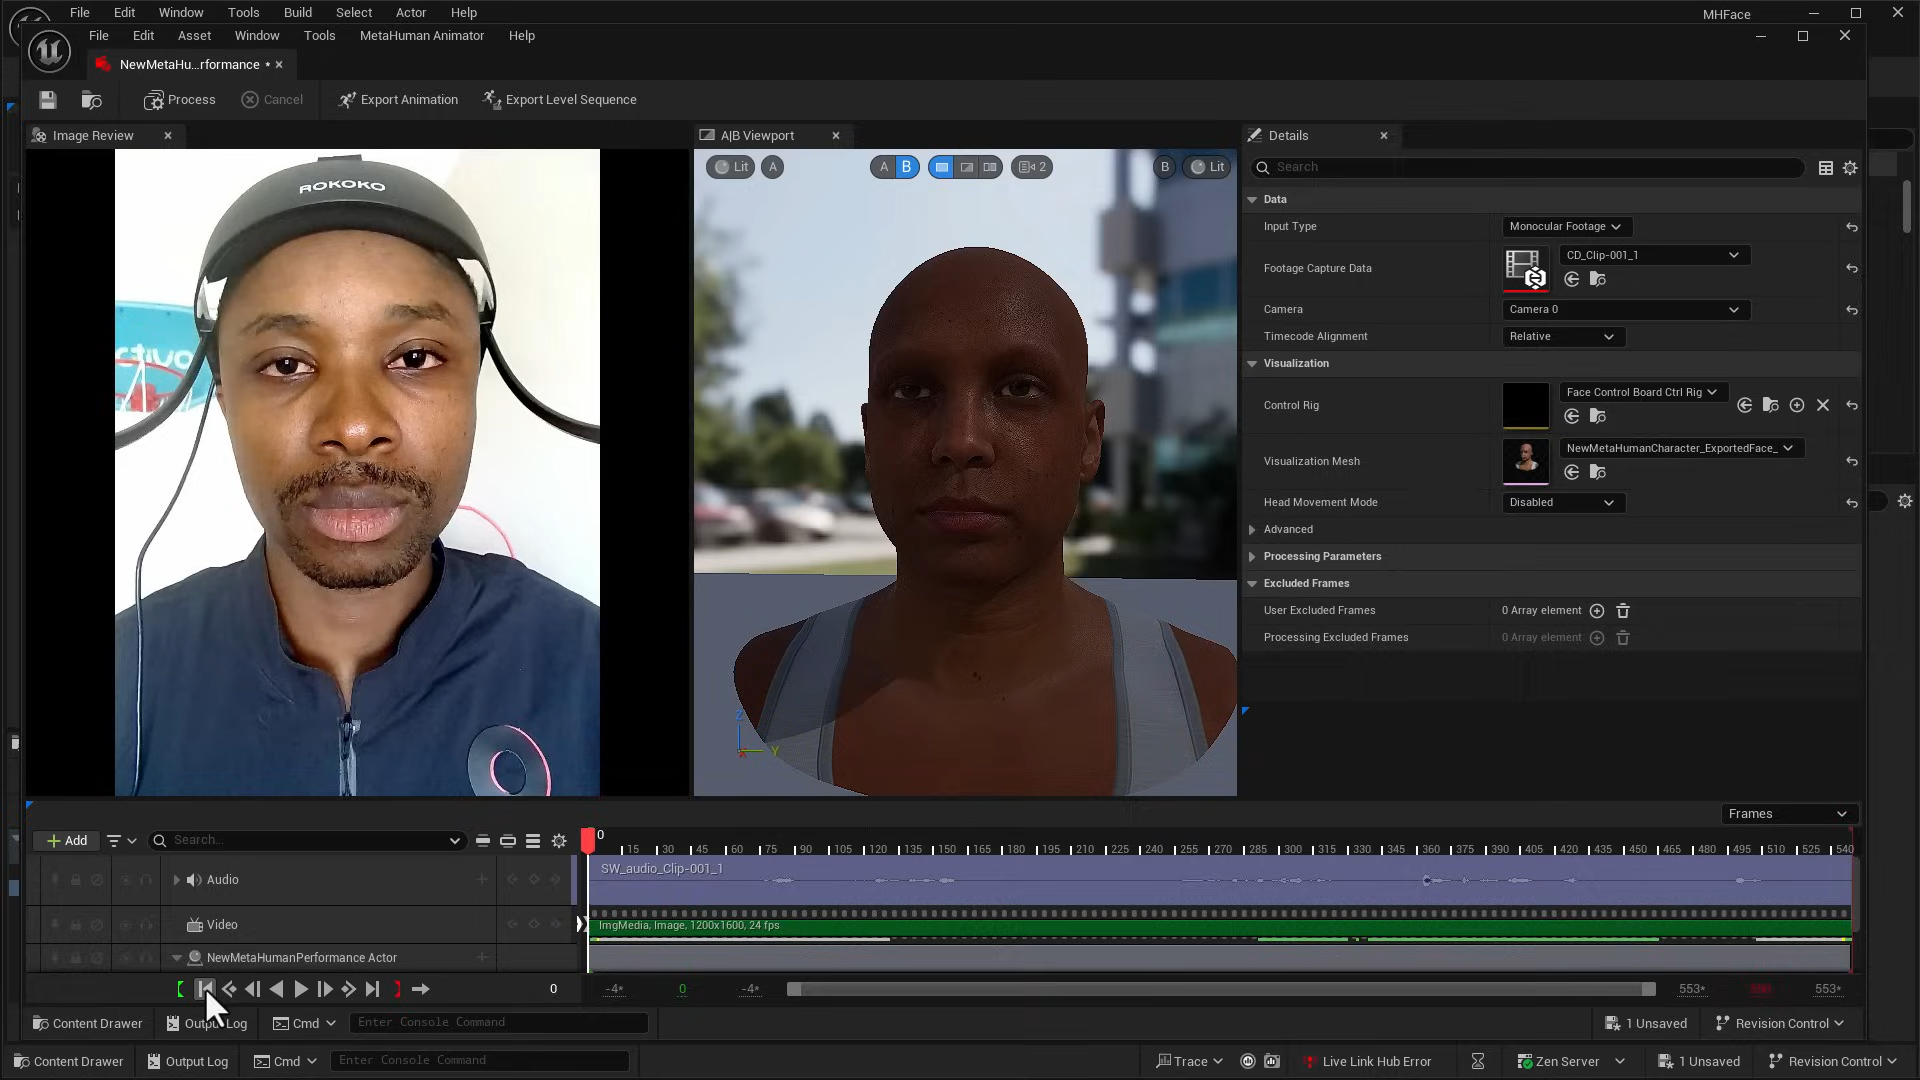 File Edit Window Tools Build Select Actor Help MHFace
File Edit Asset Window Tools MetaHuman Animator Help
NewMetaHu...rformance *
Process Cancel Export Animation Export Level Sequence
Image Review
A|B Viewport
Details
ROKOKO
ctivo
Lit A A B 2 B Lit
Search
Data
Input Type Monocular Footage
Footage Capture Data CD_Clip-001_1
Camera Camera 0
Timecode Alignment Relative
Visualization
Control Rig Face Control Board Ctrl Rig
Visualization Mesh NewMetaHumanCharacter_ExportedFace_
Head Movement Mode Disabled
Advanced
Processing Parameters
Excluded Frames
User Excluded Frames 0 Array element
Processing Excluded Frames 0 Array element
Z
X Y
Frames
Add Search...
0
15 30 45 60 75 90 105 120 135 150 165 180 195 210 225 240 255 270 285 300 315 330 345 360 375 390 405 420 435 450 465 480 495 510 525 540
Audio SW_audio_Clip-001_1
Video ImgMedia, Image, 1200x1600, 24 fps
NewMetaHumanPerformance Actor
0 -4* 0 -4* 553* 553*
Content Drawer Output Log Cmd Enter Console Command 1 Unsaved Revision Control
Content Drawer Output Log Cmd Enter Console Command Trace Live Link Hub Error Zen Server 1 Unsaved Revision Control